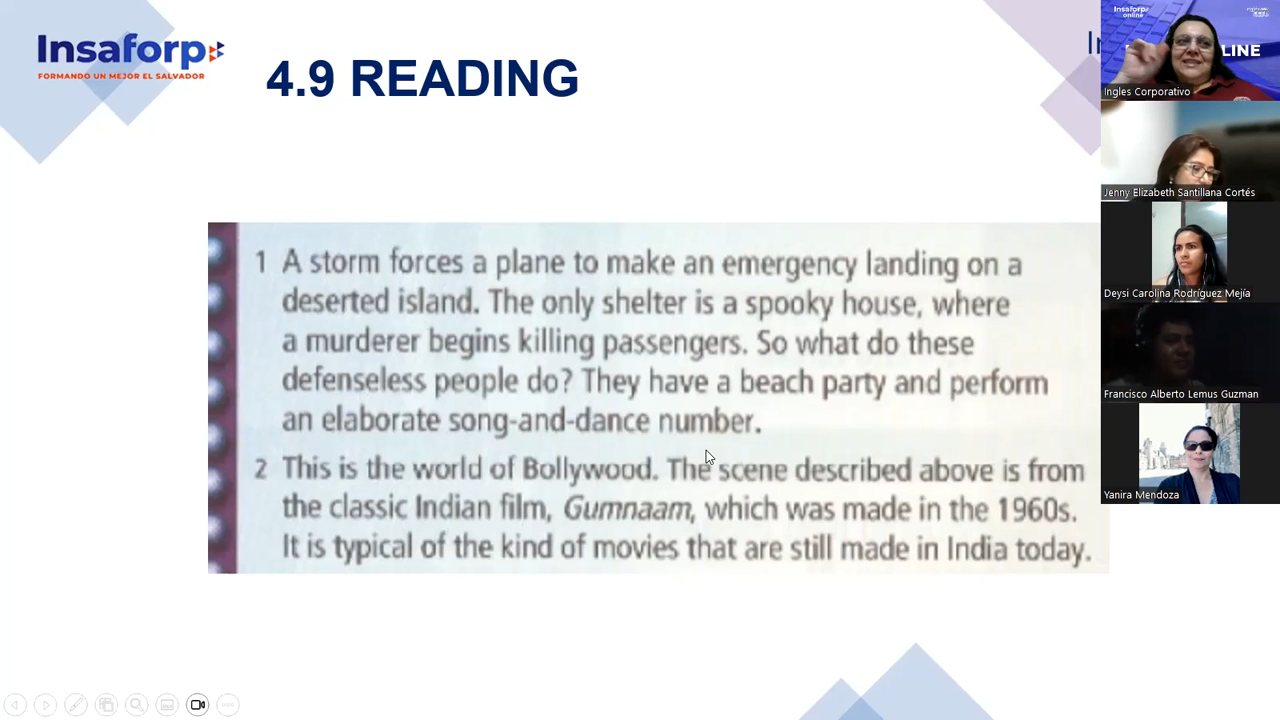 Insaforp
FORMANDO UN MEJOR EL SALVADOR
4.9 READING
1 A storm forces a plane to make an emergency landing on a
deserted island. The only shelter is a spooky house, where
a murderer begins killing passengers. So what do these
defenseless people do? They have a beach party and perform
an elaborate song-and-dance number.
2 This is the world of Bollywood. The scene described above is from
the classic Indian film, Gumnaam, which was made in the 1960s.
It is typical of the kind of movies that are still made in India today.
Insaforp
online
LINE
Ingles Corporativo
Jenny Elizabeth Santillana Cortés
Deysi Carolina Rodríguez Mejía
Francisco Alberto Lemus Guzman
Yanira Mendoza